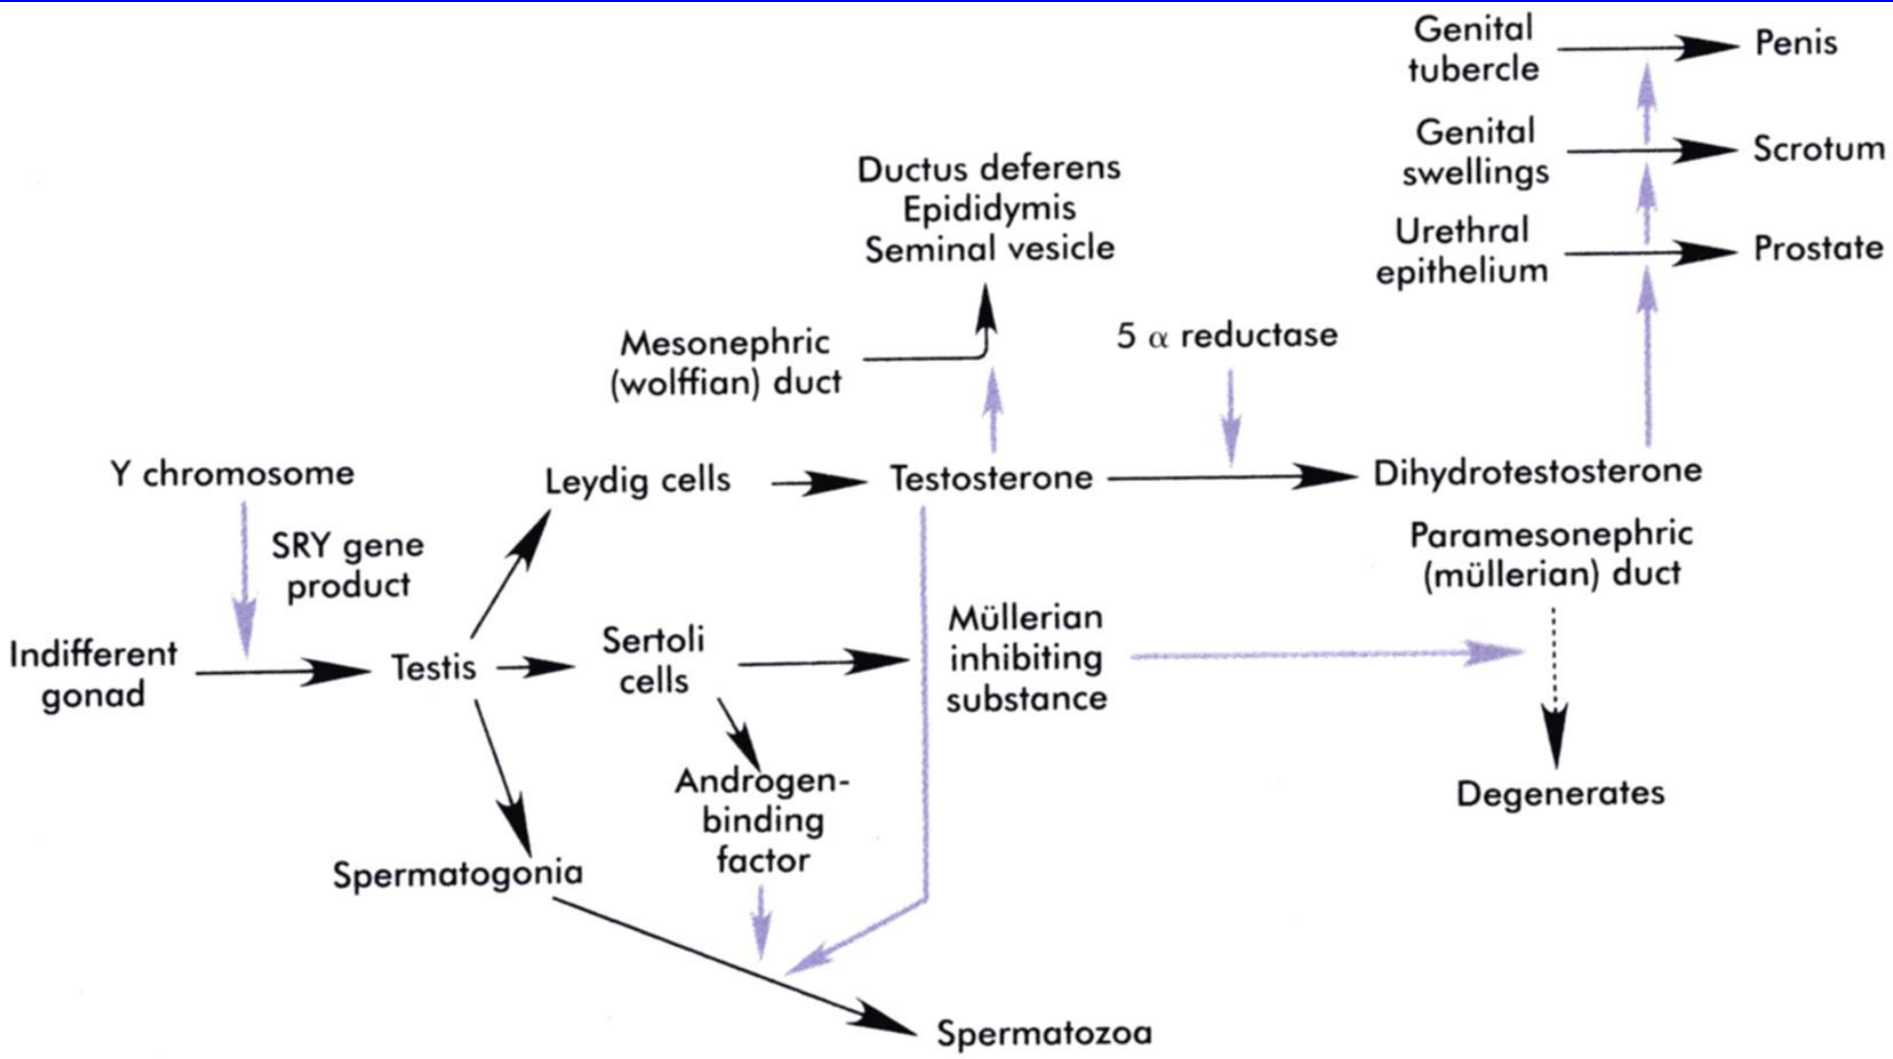 Genital
tubercle
Penis
Genital
swellings
Scrotum
Urethral
epithelium
Prostate
Ductus deferens
Epididymis
Seminal vesicle
Mesonephric
(wolffian) duct
5 α reductase
Y chromosome
SRY gene
product
Leydig cells
Testosterone
Dihydrotestosterone
Paramesonephric
(müllerian) duct
Indifferent
gonad
Testis
Sertoli
cells
Müllerian
inhibiting
substance
Androgen-
binding
factor
Degenerates
Spermatogonia
Spermatozoa